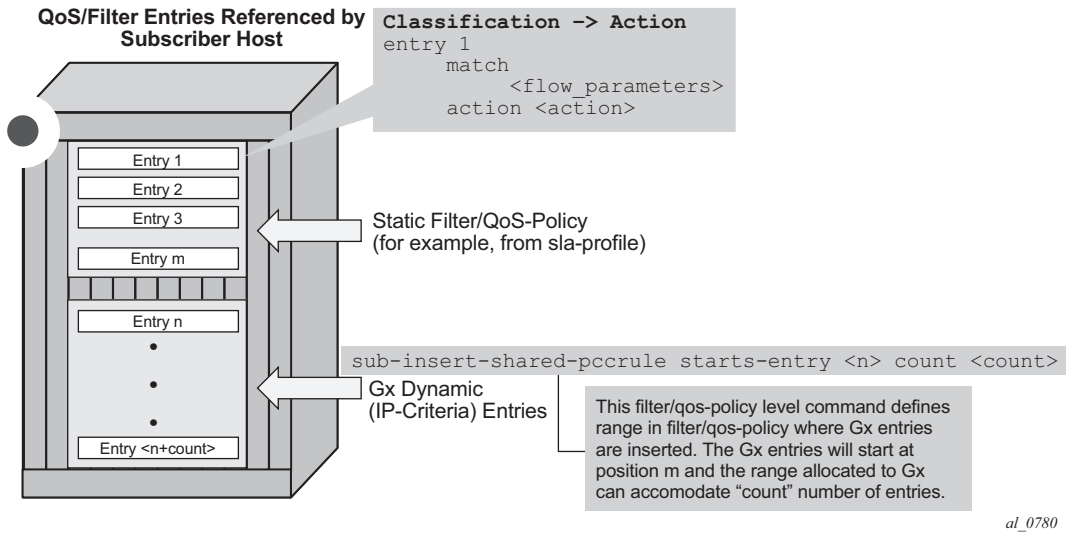 QoS/Filter Entries Referenced by
Subscriber Host
Classification –> Action
entry 1
match
<flow_parameters>
action <action>
Entry 1
Entry 2
Entry 3
Entry m
Static Filter/QoS-Policy
(for example, from sla-profile)
Entry n
sub-insert-shared-pccrule starts-entry <n> count <count>
Gx Dynamic
(IP-Criteria) Entries
Entry <n+count>
This filter/qos-policy level command defines
range in filter/qos-policy where Gx entries
are inserted. The Gx entries will start at
position m and the range allocated to Gx
can accomodate “count” number of entries.
al_0780